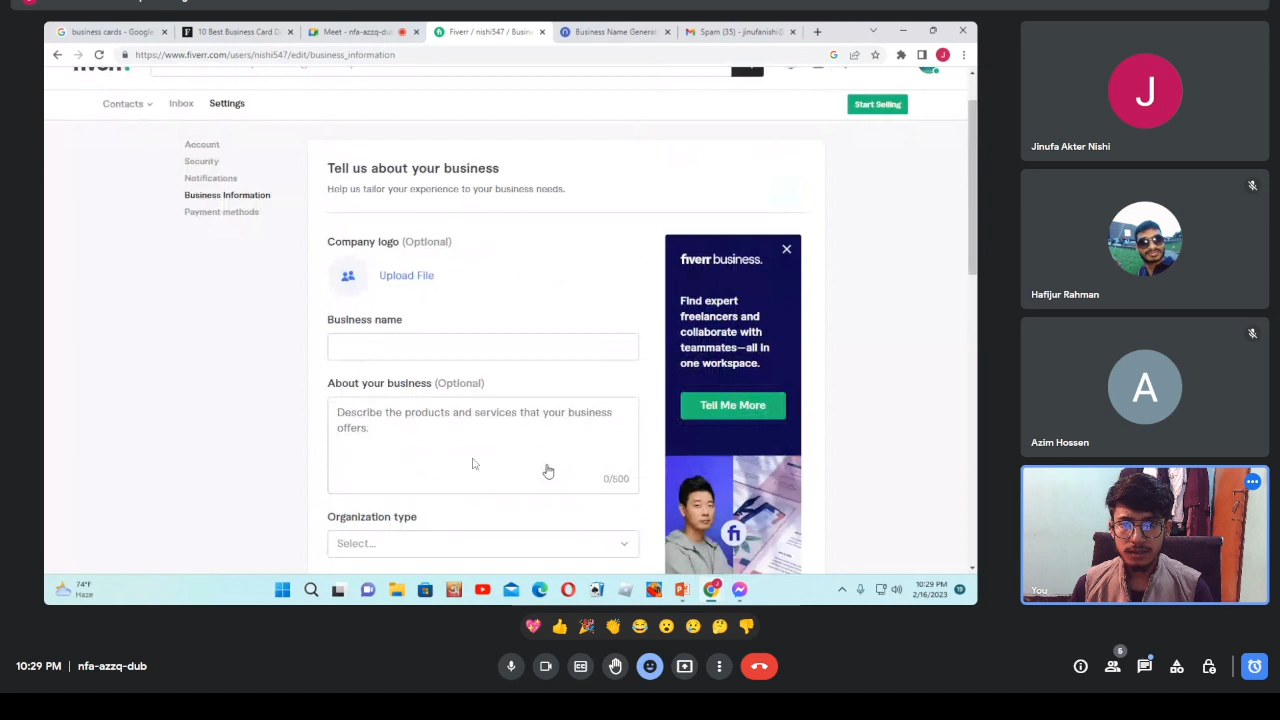 business cards - Google
10 Best Business Card D
Meet - nfa-azzq-dub
Fiverr / nishi547 / Busin
Business Name Generat
Spam (35) - jinufanish@
https://www.fiverr.com/users/nishi547/edit/business_information
J
Contacts
Inbox
Settings
Start Selling
Account
Security
Notifications
Business Information
Payment methods
Tell us about your business
Help us tailor your experience to your business needs.
Company logo (Optional)
Upload File
Business name
About your business (Optional)
Describe the products and services that your business
offers.
0/600
Organization type
Select...
fiverr business.
Find expert
freelancers and
collaborate with
teammates—all in
one workspace.
Tell Me More
fi
74°F
Haze
10:29 PM
2/16/2023
J
Jinufa Akter Nishi
Hafijur Rahman
A
Azim Hossen
You
10:29 PM | nfa-azzq-dub
6